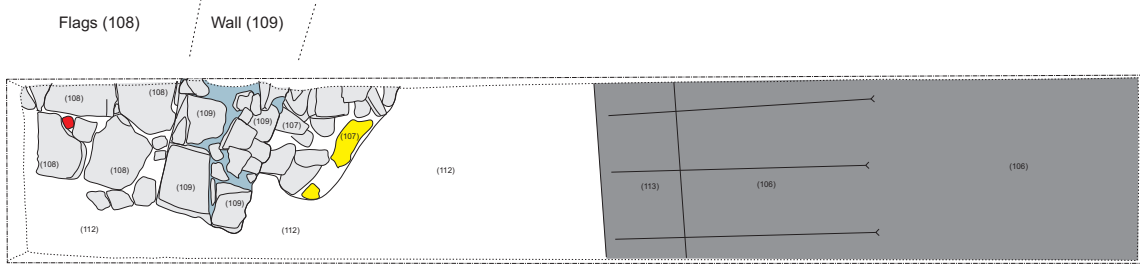 Flags (108) Wall (109)
(108) (108)
(109) (109) (107) (107)
(108) (108) (112) (106)
(109) (113) (106)
(109)
(112) (112)